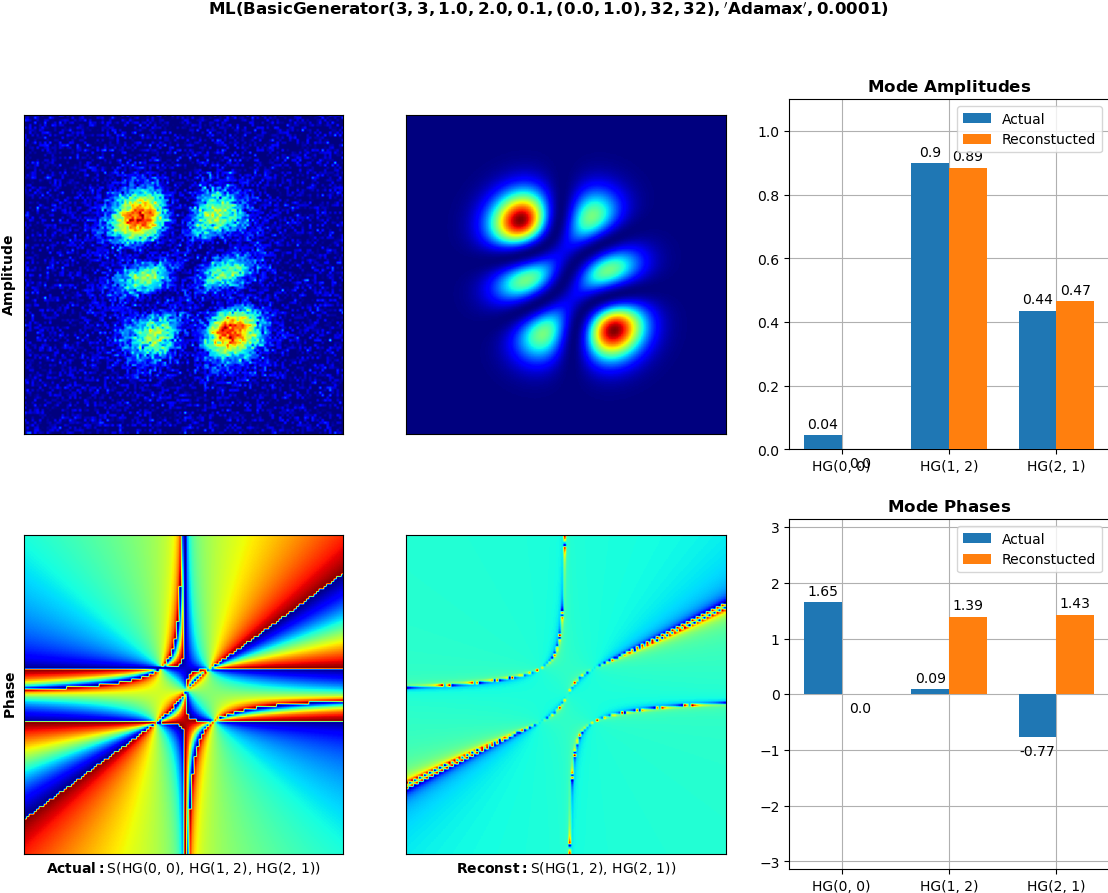 ML(BasicGenerator(3, 3, 1.0, 2.0, 0.1, (0.0, 1.0), 32, 32), ′Adamax′, 0.0001)
Amplitude
Mode Amplitudes
Actual
Reconstucted
1.0
0.8
0.6
0.4
0.2
0.0
0.04
0.0
0.9
0.89
0.44
0.47
HG(0, 0)
HG(1, 2)
HG(2, 1)
Phase
Actual: S(HG(0, 0), HG(1, 2), HG(2, 1))
Reconst: S(HG(1, 2), HG(2, 1))
Mode Phases
Actual
Reconstucted
3
2
1
0
−1
−2
−3
1.65
0.0
0.09
1.39
-0.77
1.43
HG(0, 0)
HG(1, 2)
HG(2, 1)